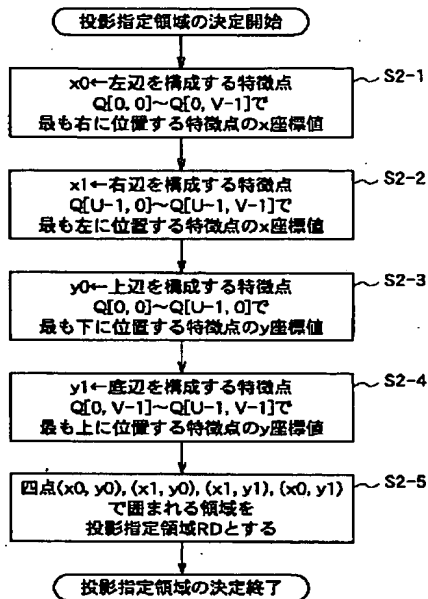 投影指定領域の決定開始
S2-1
x0←左辺を構成する特徴点
Q[0, 0]~Q[0, V-1]で
最も右に位置する特徴点のx座標値
S2-2
x1←右辺を構成する特徴点
Q[U-1, 0]~Q[U-1, V-1]で
最も左に位置する特徴点のx座標値
S2-3
y0←上辺を構成する特徴点
Q[0, 0]~Q[U-1, 0]で
最も下に位置する特徴点のy座標値
S2-4
y1←底辺を構成する特徴点
Q[0, V-1]~Q[U-1, V-1]で
最も上に位置する特徴点のy座標値
S2-5
四点(x0, y0), (x1, y0), (x1, y1), (x0, y1)
で囲まれる領域を
投影指定領域RDとする
投影指定領域の決定終了